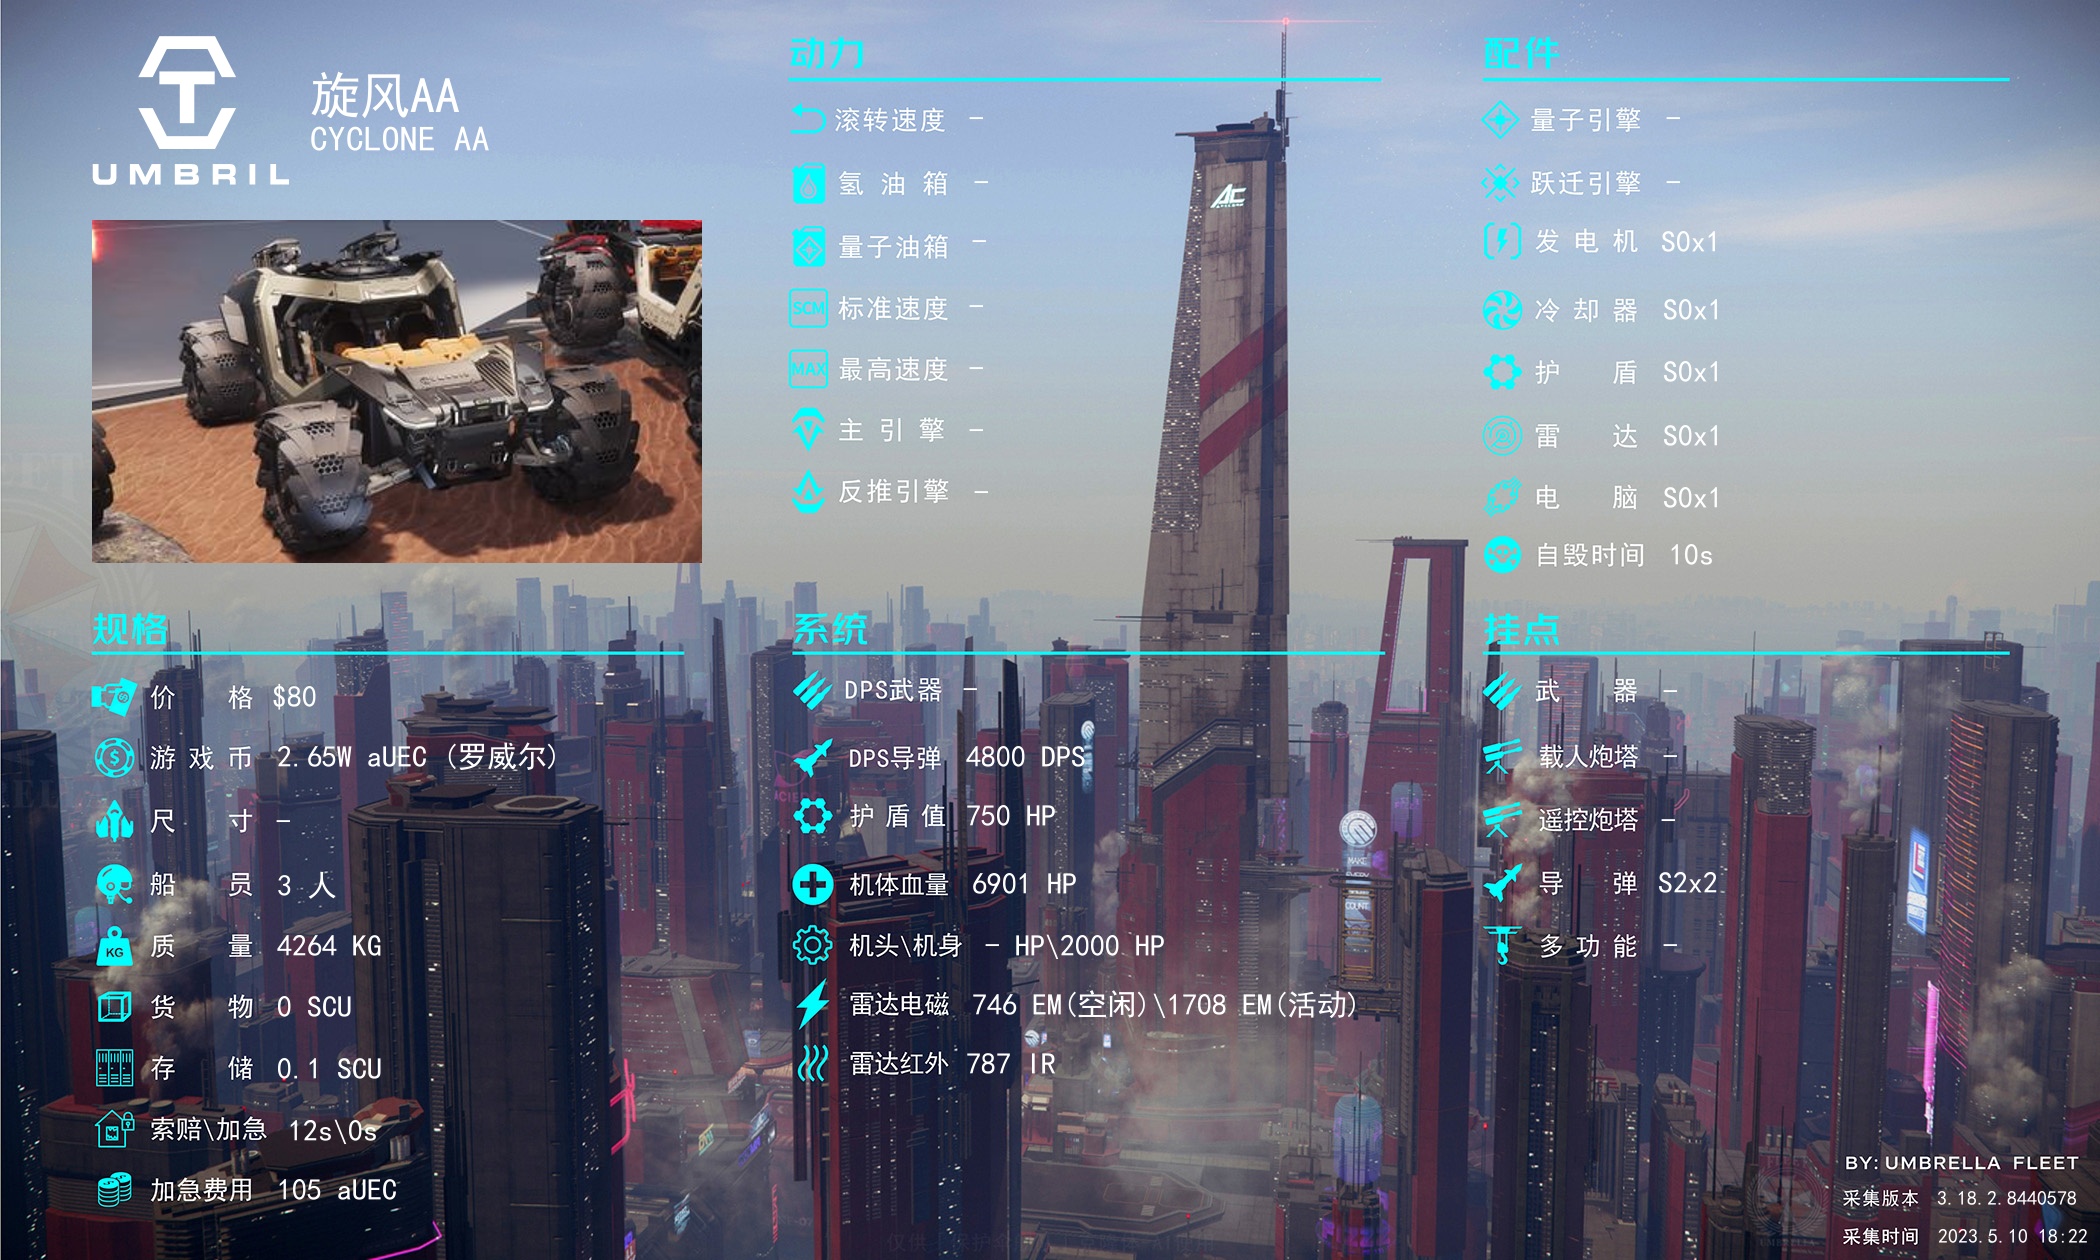 UMBRIL
旋风AA
CYCLONE AA
动力
滚转速度 -
氢油箱 -
量子油箱 -
SCM 标准速度 -
MAX 最高速度 -
主引擎 -
反推引擎 -
配件
量子引擎 -
跃迁引擎 -
发电机 S0x1
冷却器 S0x1
护盾 S0x1
雷达 S0x1
电脑 S0x1
自毁时间 10s
规格
价格 $80
游戏币 2.65W aUEC (罗威尔)
尺寸 -
船员 3 人
KG 质量 4264 KG
货物 0 SCU
存储 0.1 SCU
索赔\加急 12s\0s
加急费用 105 aUEC
系统
DPS武器 -
DPS导弹 4800 DPS
护盾值 750 HP
机体血量 6901 HP
机头\机身 - HP\2000 HP
雷达电磁 746 EM(空闲)\1708 EM(活动)
雷达红外 787 IR
挂点
武器 -
载人炮塔 -
遥控炮塔 -
导弹 S2x2
多功能 -
AC
MAKE
EVERY
COUNT
BY: UMBRELLA FLEET
采集版本 3.18.2.8440578
采集时间 2023.5.10 18:22